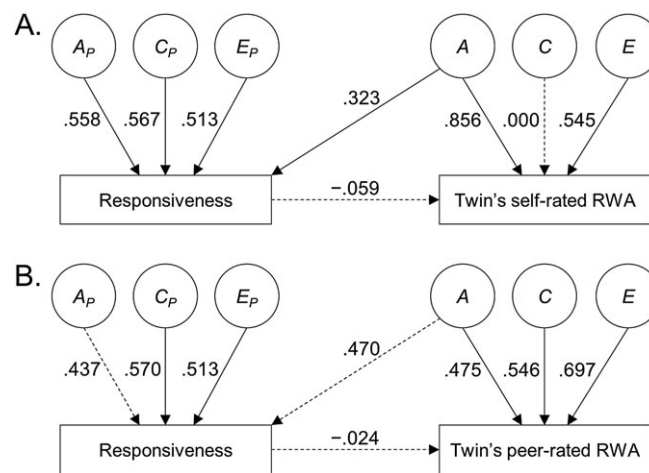 A.
A_P C_P E_P A C E
.558 .567 .513 .323 .856 .000 .545
Responsiveness −.059 Twin's self-rated RWA
B.
A_P C_P E_P A C E
.437 .570 .513 .470 .475 .546 .697
Responsiveness −.024 Twin's peer-rated RWA